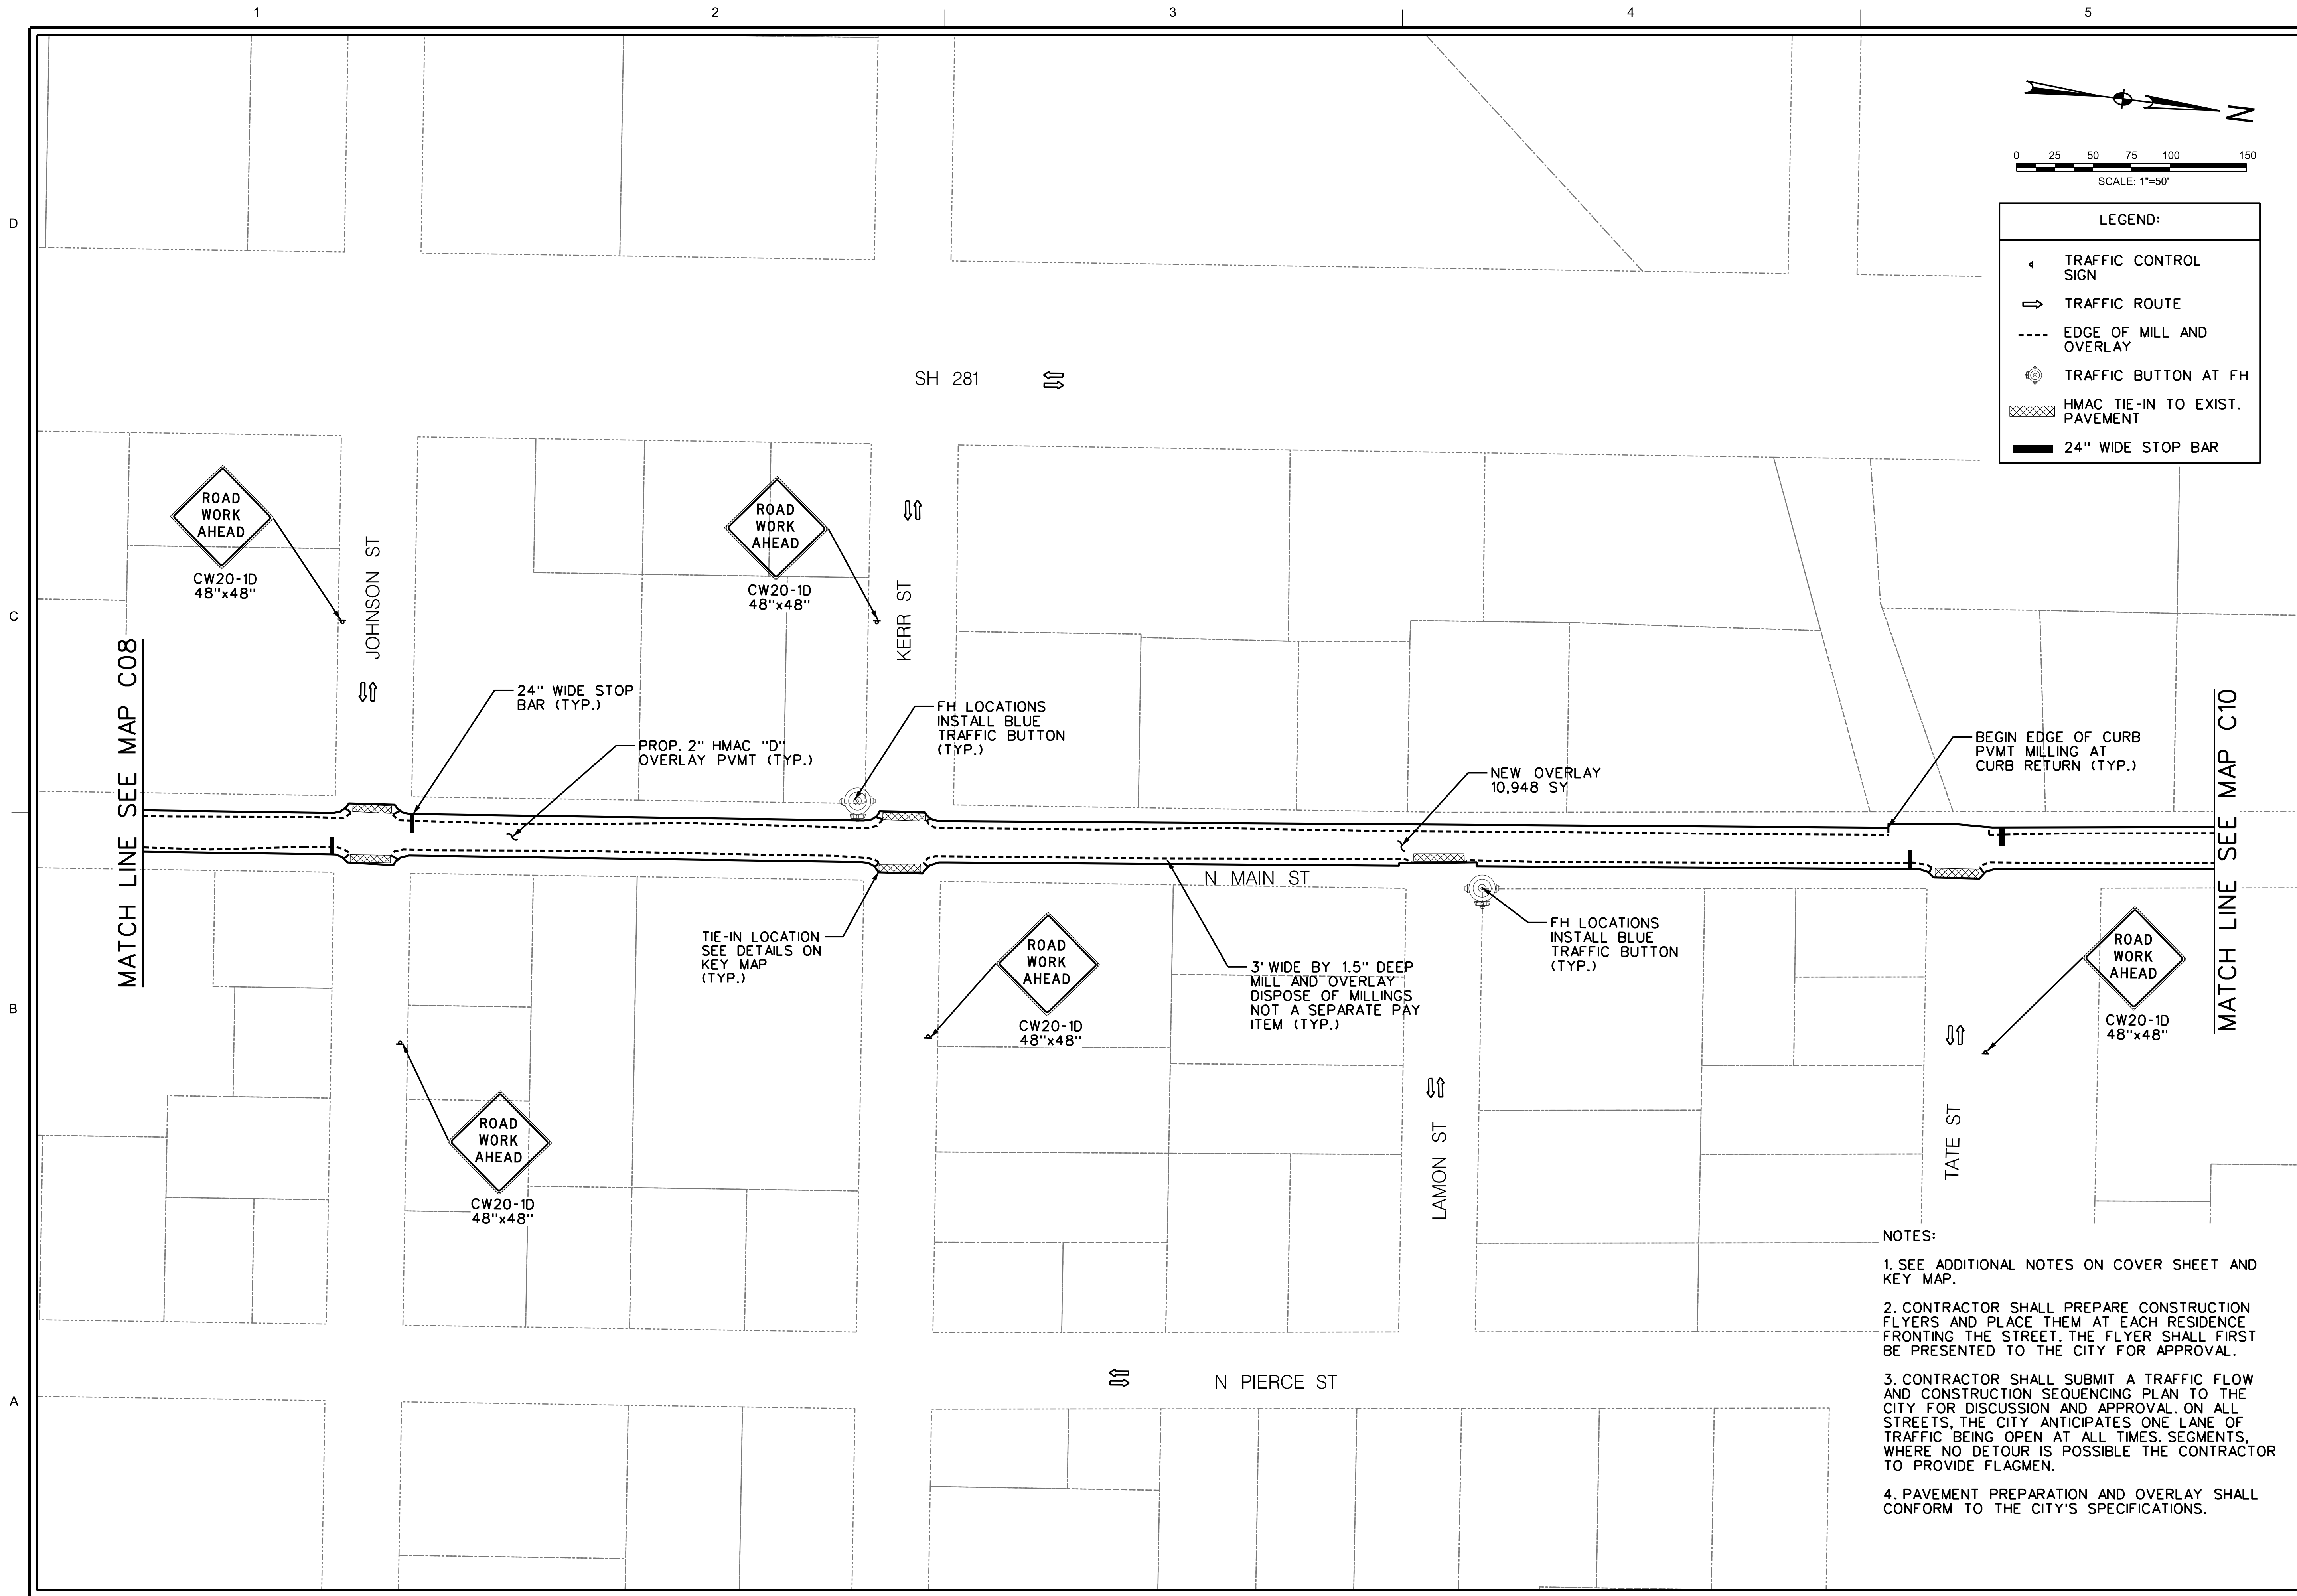 1
2
3
4
5
D
C
B
A
N
0 25 50 75 100 150
SCALE: 1"=50'
LEGEND:
TRAFFIC CONTROL
SIGN
TRAFFIC ROUTE
EDGE OF MILL AND
OVERLAY
TRAFFIC BUTTON AT FH
HMAC TIE-IN TO EXIST.
PAVEMENT
24" WIDE STOP BAR
SH 281
ROAD
WORK
AHEAD
CW20-1D
48"x48"
JOHNSON ST
ROAD
WORK
AHEAD
CW20-1D
48"x48"
KERR ST
MATCH LINE SEE MAP C08
24" WIDE STOP
BAR (TYP.)
PROP. 2" HMAC "D"
OVERLAY PVMT (TYP.)
FH LOCATIONS
INSTALL BLUE
TRAFFIC BUTTON
(TYP.)
NEW OVERLAY
10,948 SY
BEGIN EDGE OF CURB
PVMT MILLING AT
CURB RETURN (TYP.)
MATCH LINE SEE MAP C10
N MAIN ST
TIE-IN LOCATION
SEE DETAILS ON
KEY MAP
(TYP.)
ROAD
WORK
AHEAD
CW20-1D
48"x48"
3' WIDE BY 1.5" DEEP
MILL AND OVERLAY
DISPOSE OF MILLINGS
NOT A SEPARATE PAY
ITEM (TYP.)
FH LOCATIONS
INSTALL BLUE
TRAFFIC BUTTON
(TYP.)
ROAD
WORK
AHEAD
CW20-1D
48"x48"
ROAD
WORK
AHEAD
CW20-1D
48"x48"
LAMON ST
TATE ST
N PIERCE ST
NOTES:
1. SEE ADDITIONAL NOTES ON COVER SHEET AND
KEY MAP.
2. CONTRACTOR SHALL PREPARE CONSTRUCTION
FLYERS AND PLACE THEM AT EACH RESIDENCE
FRONTING THE STREET. THE FLYER SHALL FIRST
BE PRESENTED TO THE CITY FOR APPROVAL.
3. CONTRACTOR SHALL SUBMIT A TRAFFIC FLOW
AND CONSTRUCTION SEQUENCING PLAN TO THE
CITY FOR DISCUSSION AND APPROVAL. ON ALL
STREETS, THE CITY ANTICIPATES ONE LANE OF
TRAFFIC BEING OPEN AT ALL TIMES. SEGMENTS,
WHERE NO DETOUR IS POSSIBLE THE CONTRACTOR
TO PROVIDE FLAGMEN.
4. PAVEMENT PREPARATION AND OVERLAY SHALL
CONFORM TO THE CITY'S SPECIFICATIONS.